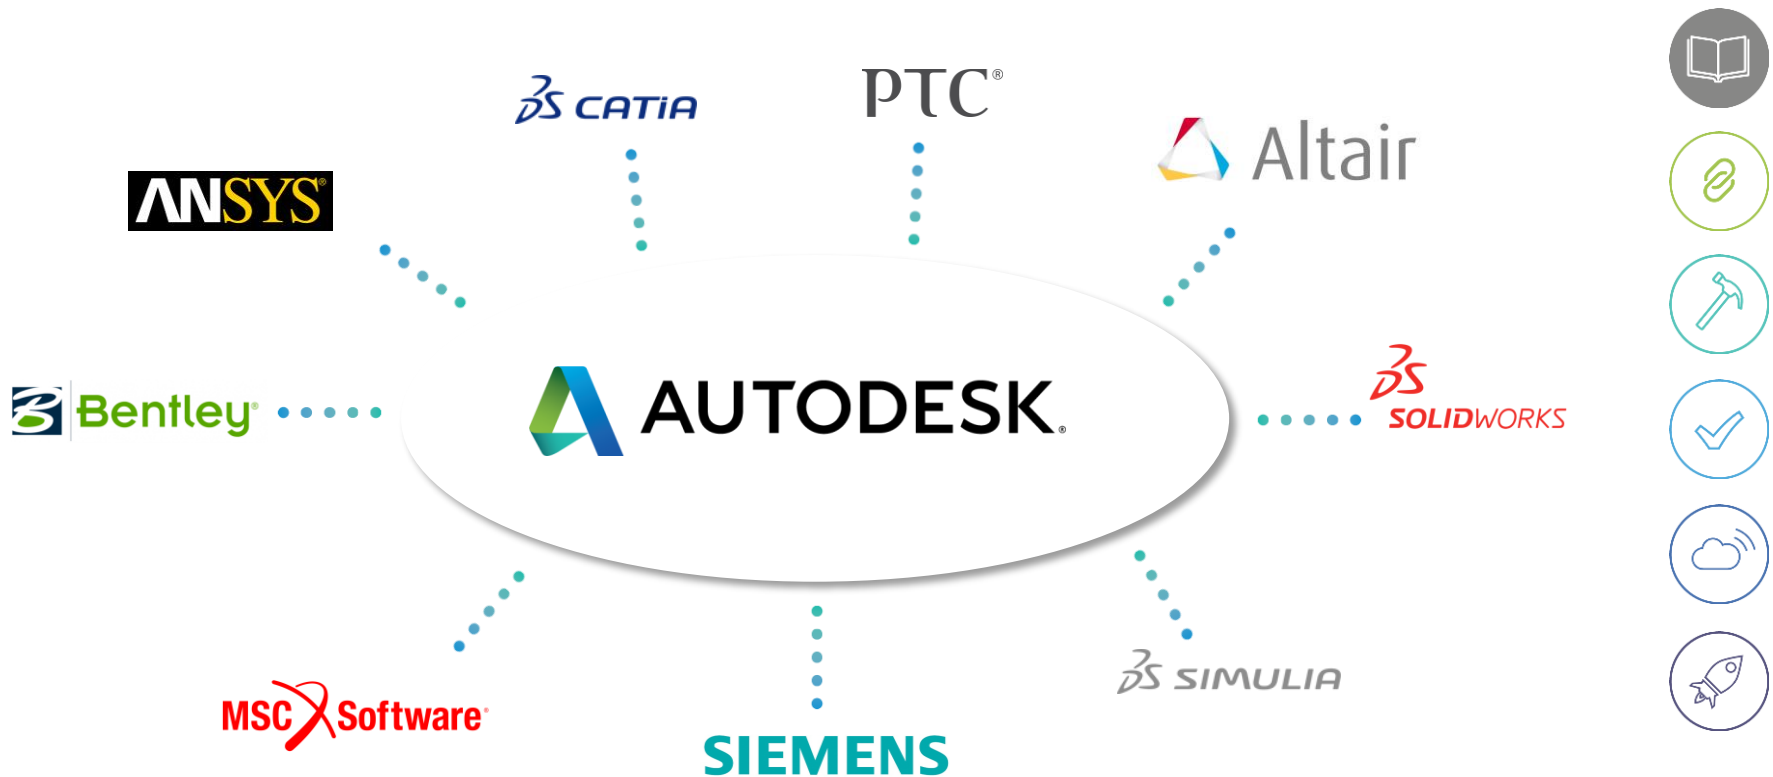 PTC®
CATIA
Altair
ANSYS®
SOLIDWORKS
AUTODESK®
Bentley®
SIMULIA
MSC Software®
SIEMENS